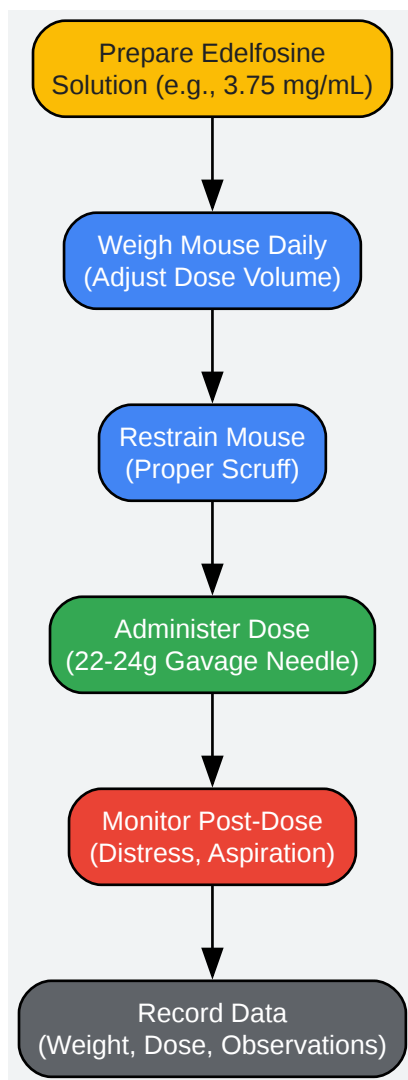 Prepare Edelfosine
Solution (e.g., 3.75 mg/mL)
Weigh Mouse Daily
(Adjust Dose Volume)
Restrain Mouse
(Proper Scruff)
Administer Dose
(22-24g Gavage Needle)
Monitor Post-Dose
(Distress, Aspiration)
Record Data
(Weight, Dose, Observations)